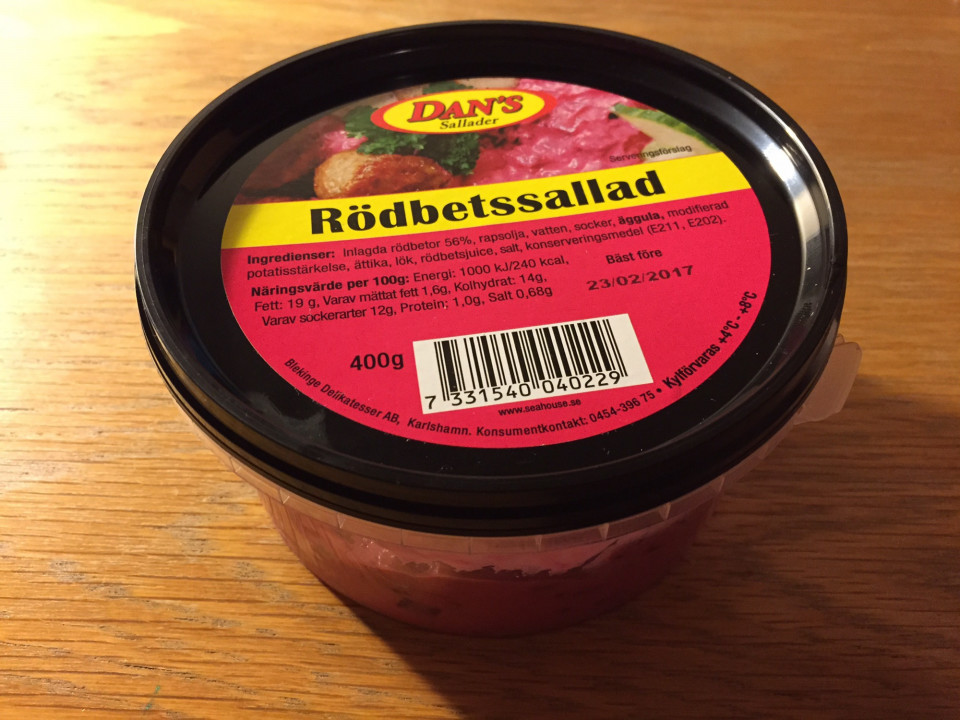 DAN'S
Sallader
Serveringsförslag
Rödbetssallad
Ingredienser: Inlagda rödbetor 56%, rapsolja, vatten, socker, äggula, modifierad
potatisstärkelse, ättika, lök, rödbetsjuice, salt, konserveringsmedel (E211, E202).
Näringsvärde per 100g: Energi: 1000 kJ/240 kcal,
Fett: 19 g, Varav mättat fett 1,6g, Kolhydrat: 14g,
Varav sockerarter 12g, Protein; 1,0g, Salt 0,68g
Bäst före
23/02/2017
400g
7 331540 040229
www.seahouse.se
Blekinge Delikatesser AB, Karlshamn. Konsumentkontakt: 0454-396 75 • Kylförvaras +4°C - +8°C